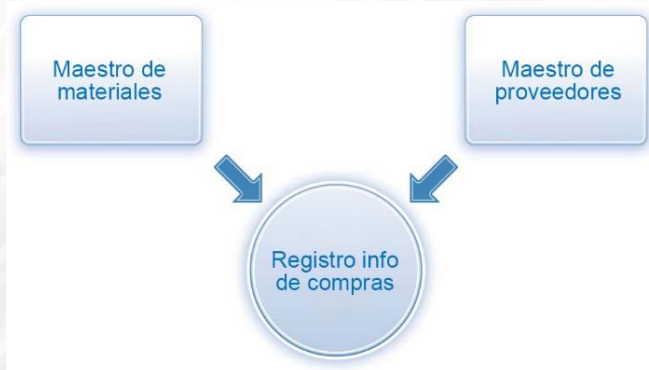 Maestro de
materiales
Maestro de
proveedores
Registro info
de compras